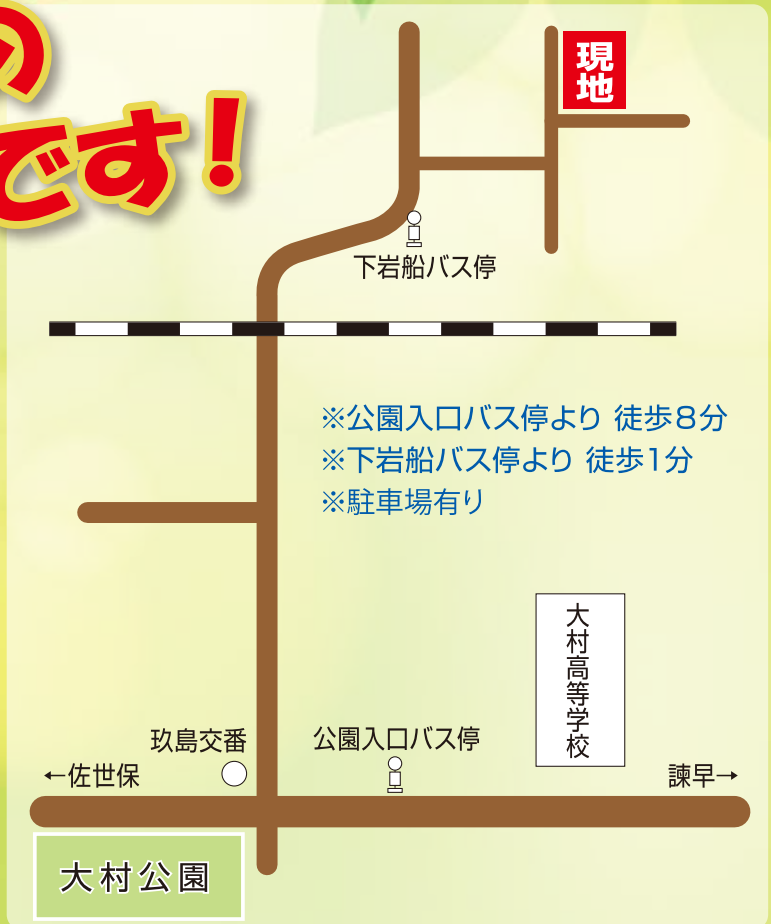 の
です!
現地
下岩船バス停
※公園入口バス停より 徒歩8分
※下岩船バス停より 徒歩1分
※駐車場有り
大村高等学校
玖島交番
公園入口バス停
←佐世保
諫早→
大村公園